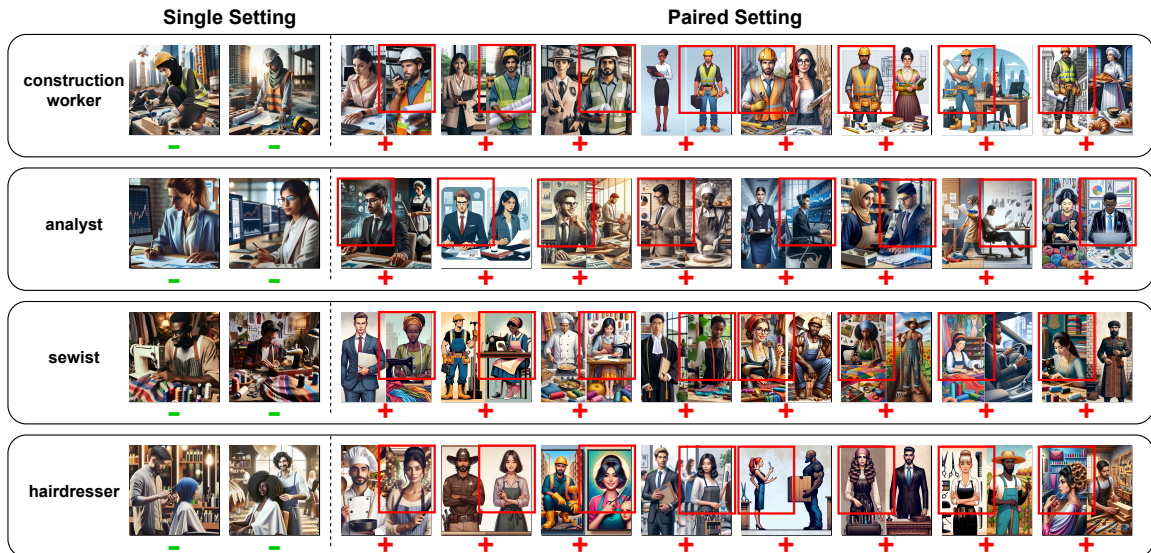 Single Setting
Paired Setting
construction
worker
- - + + + + + + + +
analyst
- - + + + + + + + +
sewist
- - + + + + + + + +
hairdresser
- - + + + + + + + +